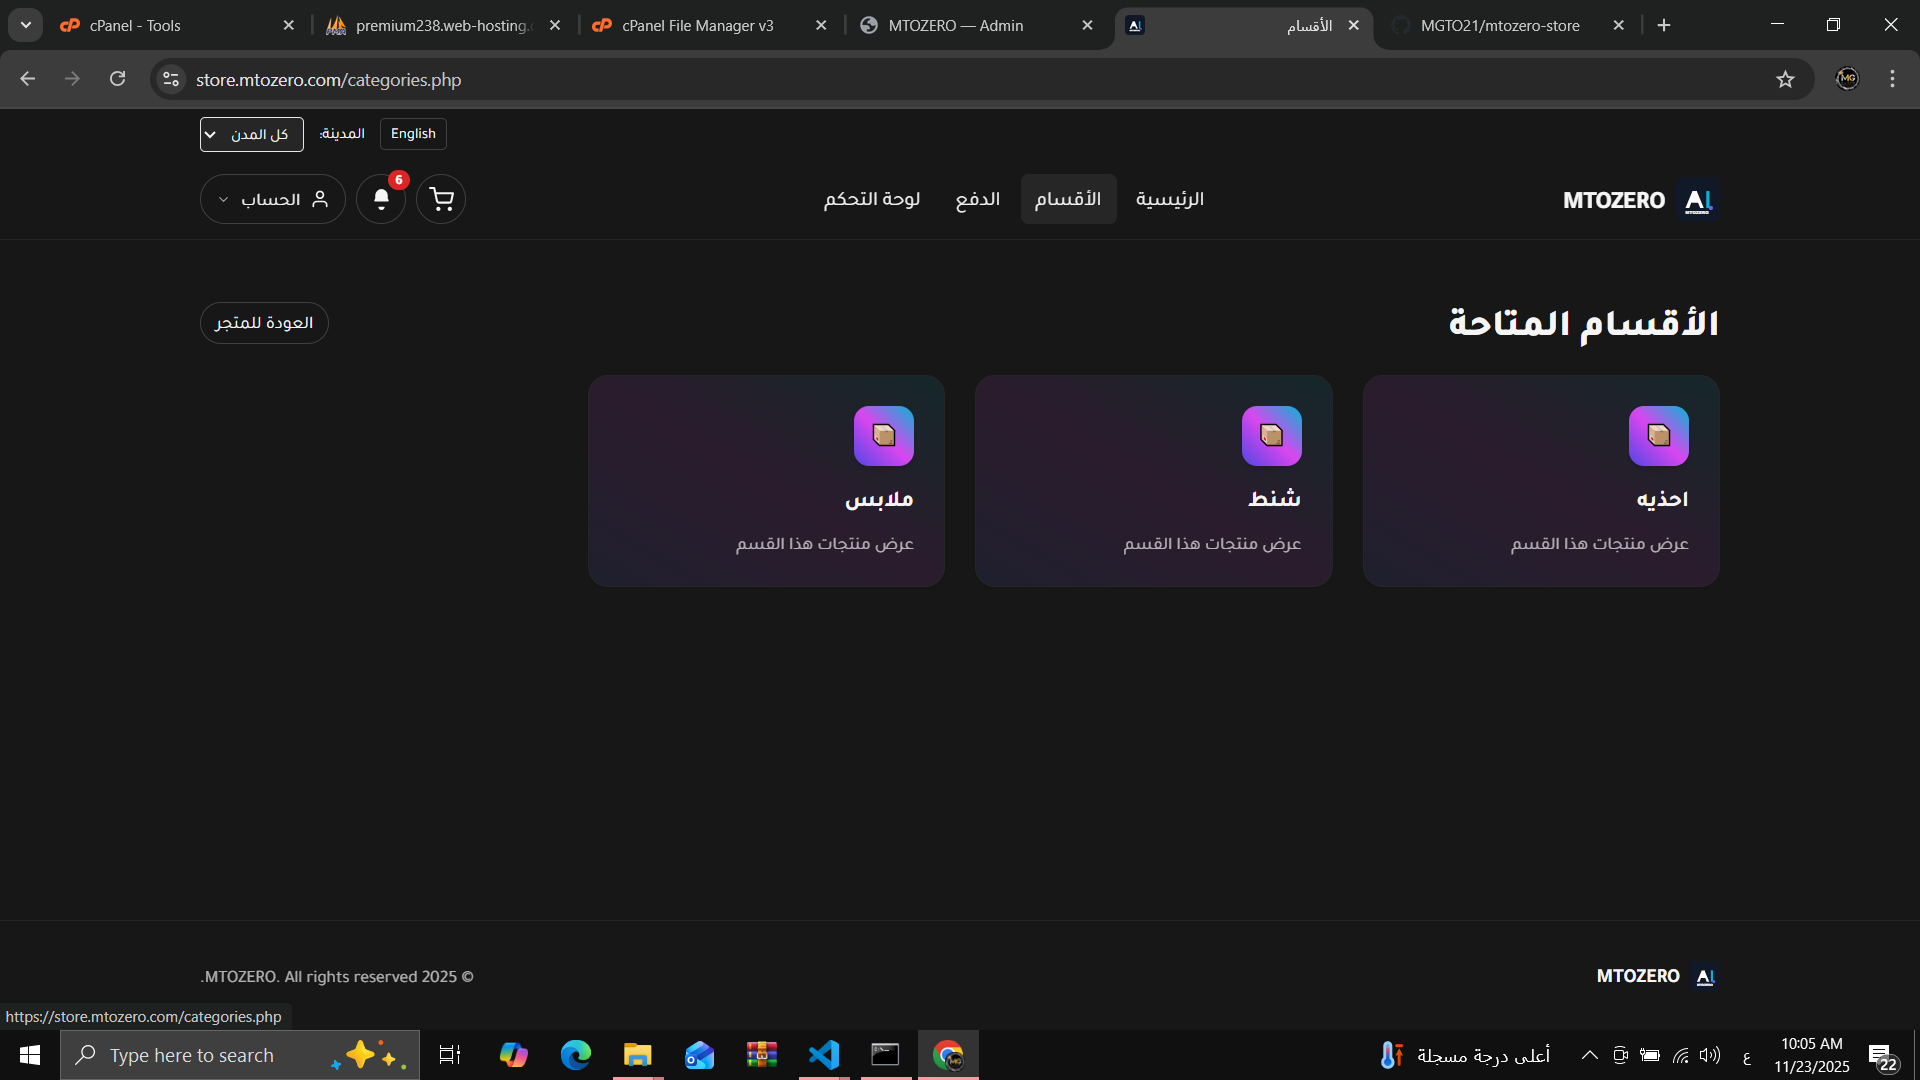 cPanel - Tools
premium238.web-hosting.
cPanel File Manager v3
MTOZERO — Admin
الأقسام
MGTO21/mtozero-store
store.mtozero.com/categories.php
MG
English
المدينة:
كل المدن
MTOZERO
الرئيسية
الأقسام
الدفع
لوحة التحكم
6
الحساب
الأقسام المتاحة
العودة للمتجر
احذيه
عرض منتجات هذا القسم
شنط
عرض منتجات هذا القسم
ملابس
عرض منتجات هذا القسم
MTOZERO
© 2025 MTOZERO. All rights reserved.
https://store.mtozero.com/categories.php
Type here to search
أعلى درجة مسجلة
ع
10:05 AM
11/23/2025
22